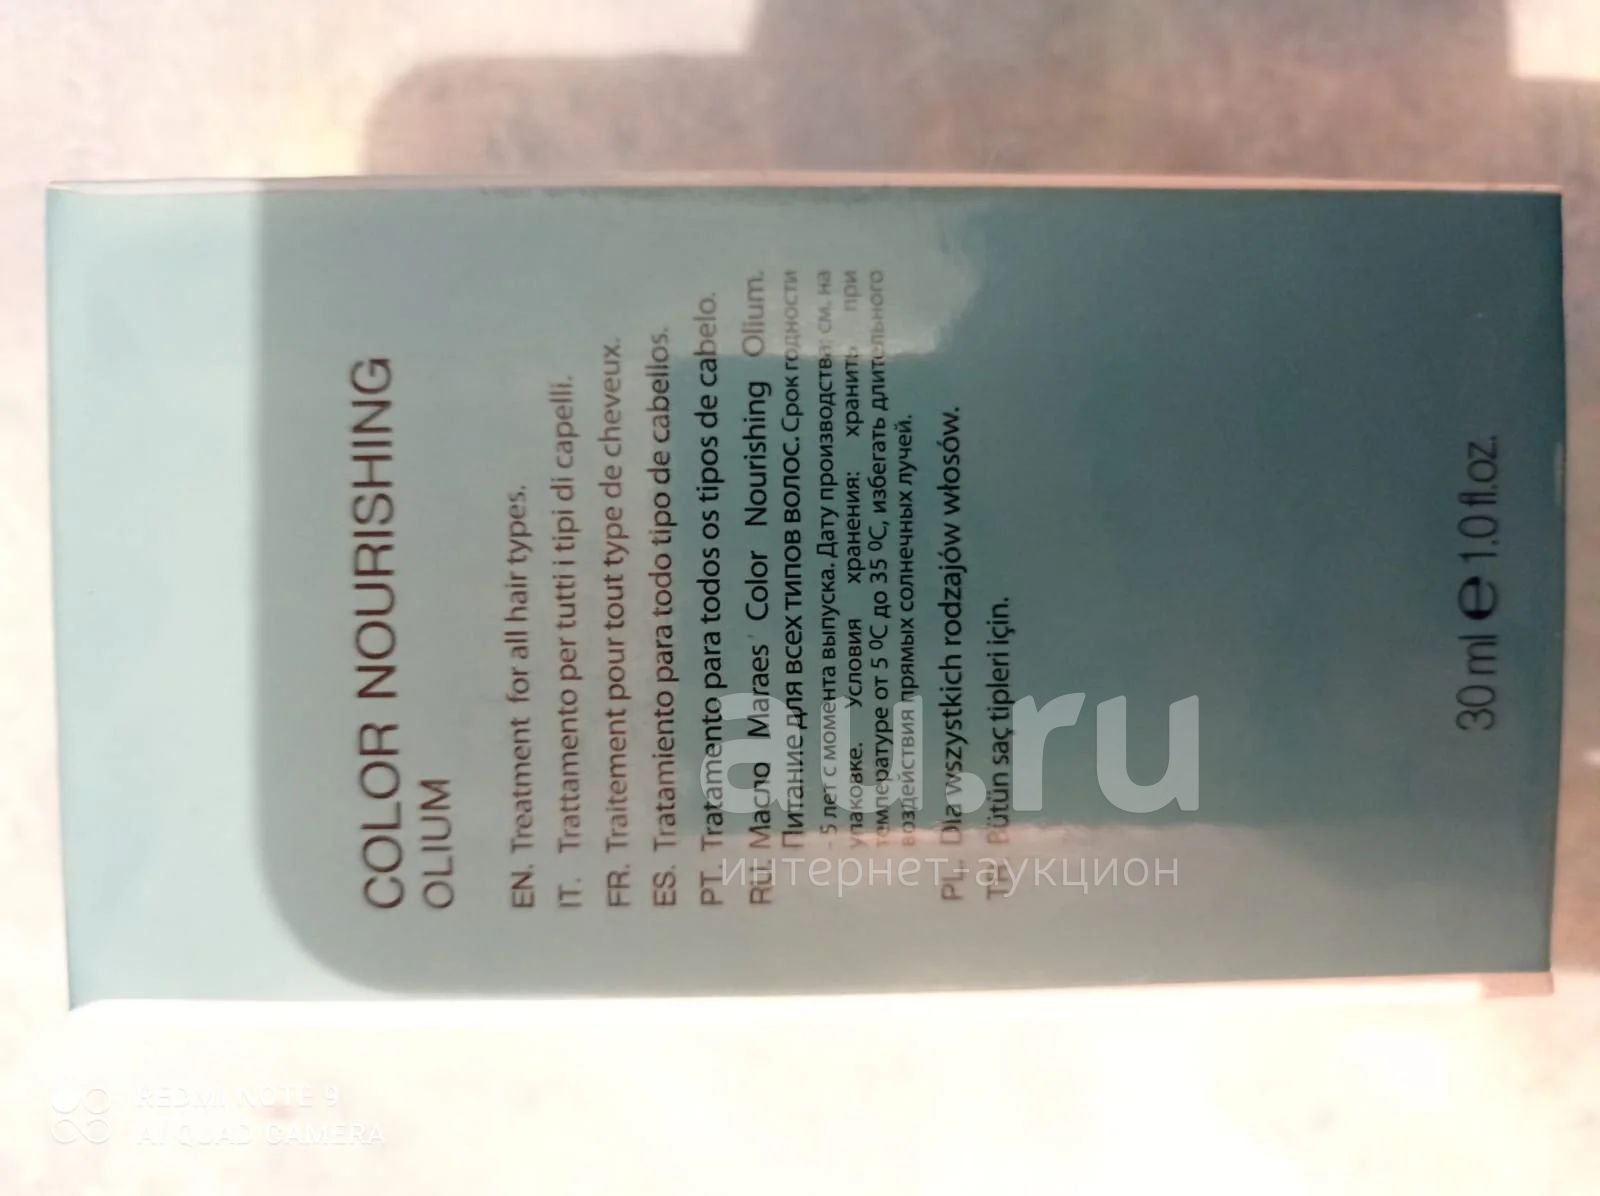 COLOR NOURISHING
OLIUM
EN. Treatment for all hair types.
IT. Trattamento per tutti i tipi di capelli.
FR. Traitement pour tout type de cheveux.
ES. Tratamiento para todo tipo de cabellos.
PT. Tratamento para todos os tipos de cabelo.
RU. Масло Maraes' Color Nourishing Olium.
Питание для всех типов волос. Срок годности
- 5 лет с момента выпуска. Дату производства: см. на
упаковке. условия хранения: хранить при
температуре от 5 ⁰С до 35 ⁰С, избегать длительного
воздействия прямых солнечных лучей.
PL. Dla wszystkich rodzajów włosów.
TR. Bütün saç tipleri için.
30 ml e 1.0 fl.oz.
au.ru
интернет-аукцион
REDMI NOTE 9
AI QUAD CAMERA